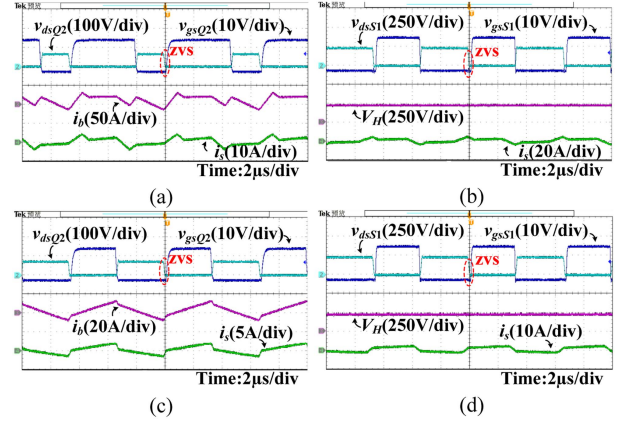 Tek 预览
v_dsQ2(100V/div) v_gsQ2(10V/div)
ZVS
i_b(50A/div)
i_s(10A/div)
Time:2μs/div
(a)
Tek 预览
v_dsS1(250V/div) v_gsS1(10V/div)
ZVS
V_H(250V/div)
i_s(20A/div)
Time:2μs/div
(b)
Tek 预览
v_dsQ2(100V/div) v_gsQ2(10V/div)
ZVS
i_b(20A/div)
i_s(5A/div)
Time:2μs/div
(c)
Tek 预览
v_dsS1(250V/div) v_gsS1(10V/div)
ZVS
V_H(250V/div)
i_s(10A/div)
Time:2μs/div
(d)